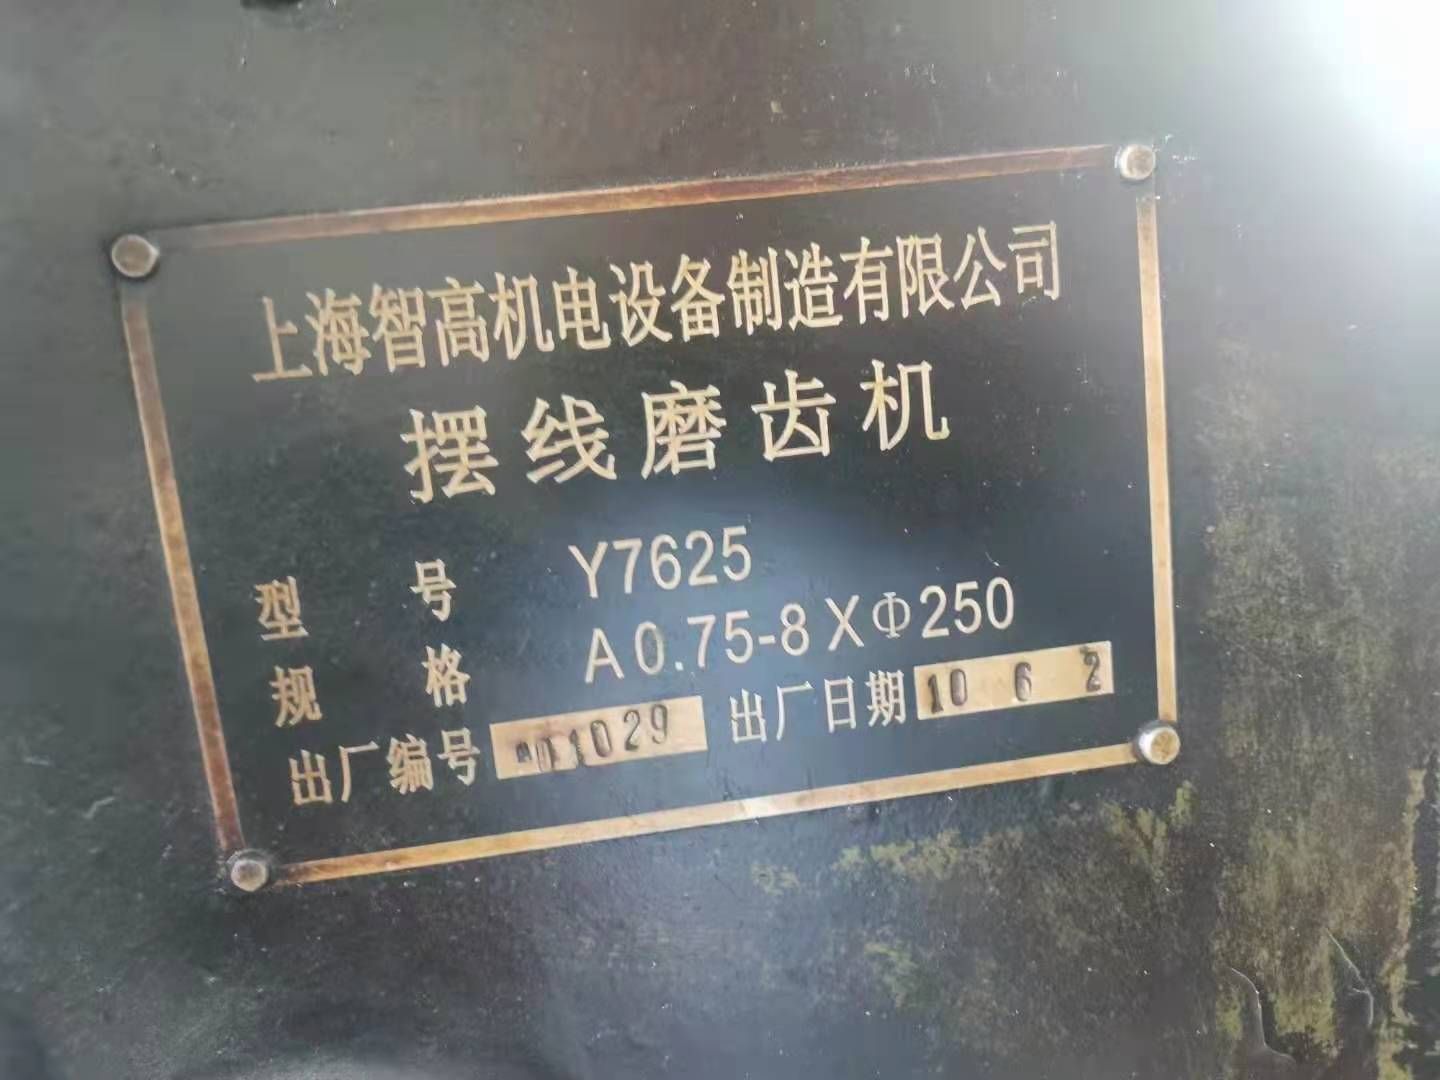 上海智高机电设备制造有限公司
摆线磨齿机
型 号 Y7625
规 格 A0.75-8XΦ250
出厂编号 01029 出厂日期 10 6 2